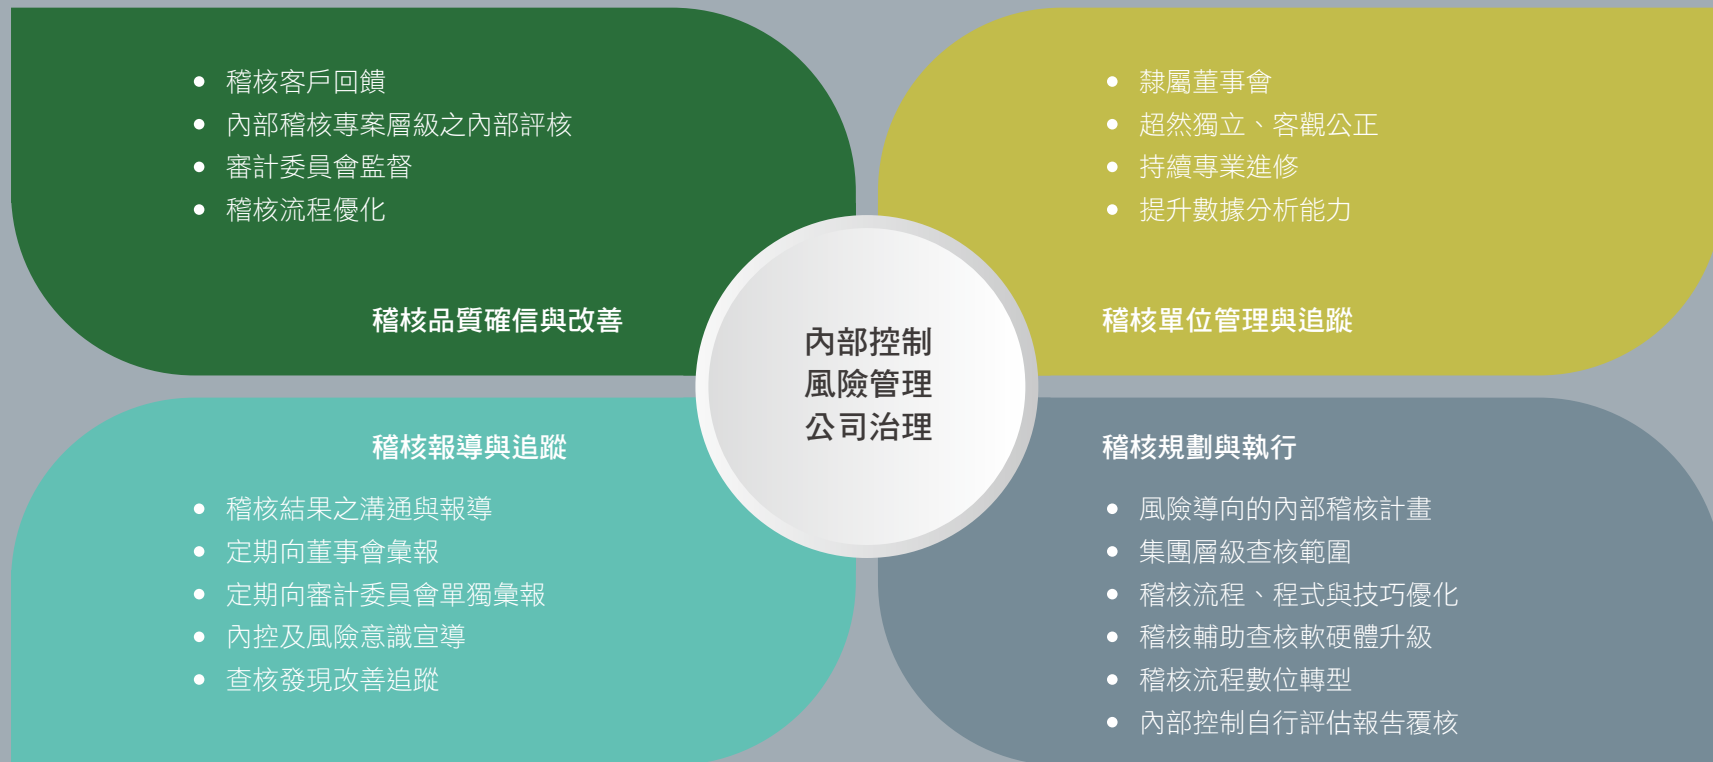 稽核客戶回饋
內部稽核專案層級之內部評核
審計委員會監督
稽核流程優化
稽核品質確信與改善
隸屬董事會
超然獨立、客觀公正
持續專業進修
提升數據分析能力
稽核單位管理與追蹤
內部控制
風險管理
公司治理
稽核報導與追蹤
稽核結果之溝通與報導
定期向董事會彙報
定期向審計委員會單獨彙報
內控及風險意識宣導
查核發現改善追蹤
稽核規劃與執行
風險導向的內部稽核計畫
集團層級查核範圍
稽核流程、程式與技巧優化
稽核輔助查核軟硬體升級
稽核流程數位轉型
內部控制自行評估報告覆核